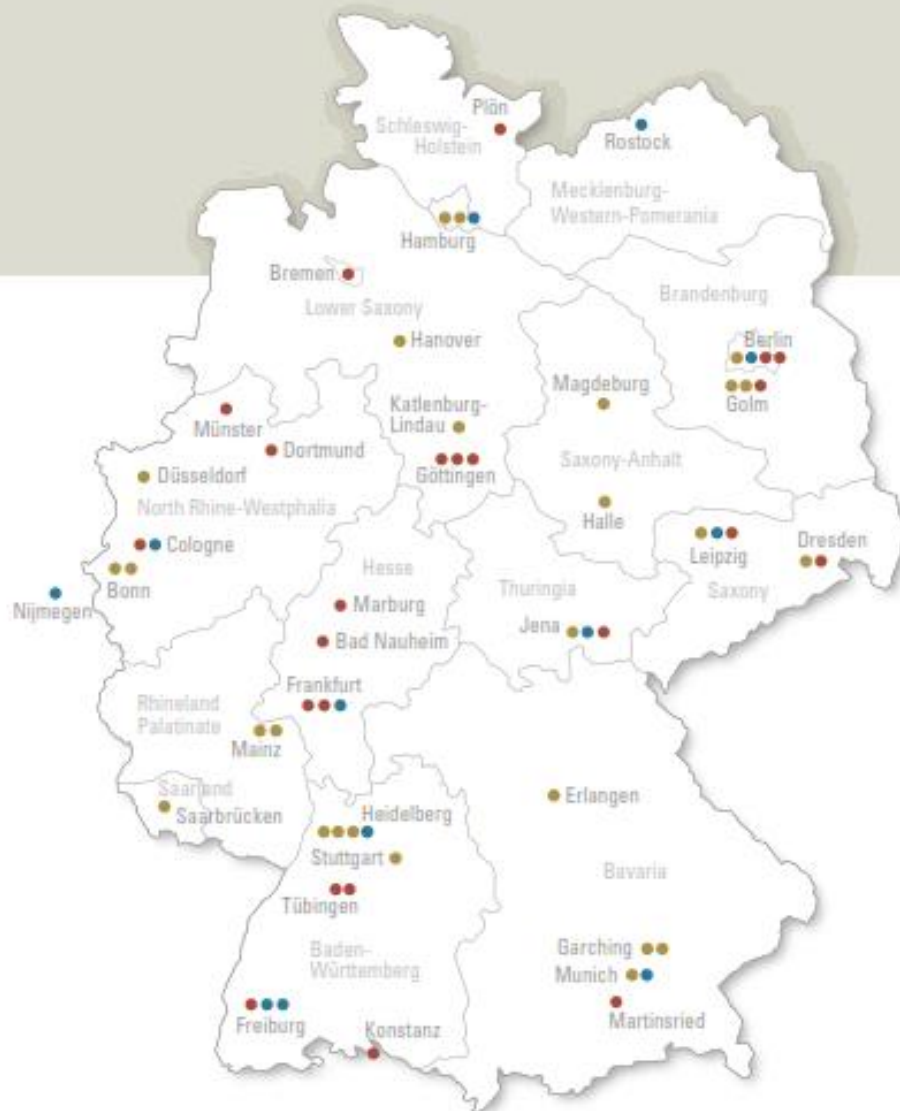 Plön
Schleswig-
Holstein
Rostock
Mecklenburg-
Western-Pomerania
Hamburg
Bremen
Lower Saxony
Brandenburg
Hanover
Berlin
Magdeburg
Golm
Katlenburg-
Lindau
Münster
Dortmund
Göttingen
Saxony-Anhalt
Düsseldorf
North Rhine-Westphalia
Halle
Cologne
Leipzig
Dresden
Bonn
Hesse
Thuringia
Saxony
Nijmegen
Marburg
Jena
Bad Nauheim
Frankfurt
Rhineland
Palatinate
Mainz
Saarland
Saarbrücken
Erlangen
Heidelberg
Stuttgart
Bavaria
Tübingen
Baden-
Württemberg
Garching
Munich
Martinsried
Freiburg
Konstanz